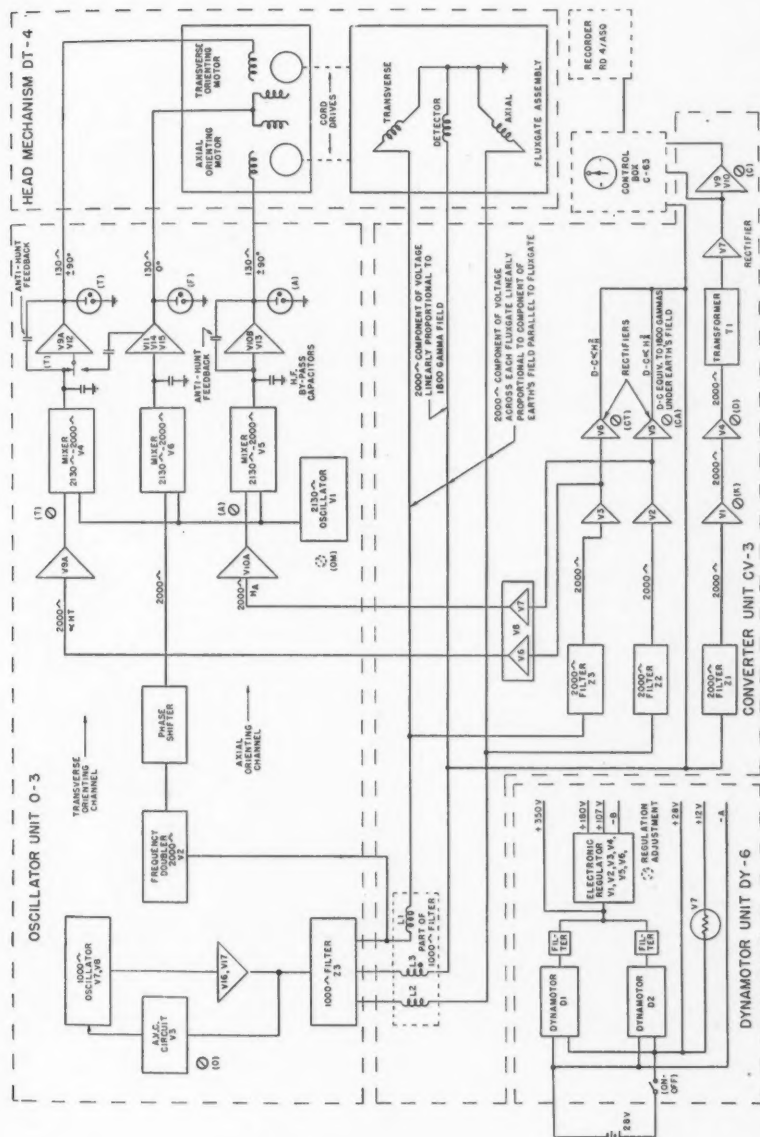 OSCILLATOR UNIT O-3
TRANSVERSE
ORIENTING
CHANNEL
AXIAL
ORIENTING
CHANNEL
1000~
OSCILLATOR
V7,V8
A.V.C.
CIRCUIT
V3
(O)
V16, V17
1000~FILTER
Z3
FREQUENCY
DOUBLER
2000~
V2
PHASE
SHIFTER
2000~
∝HT
V9A
(T)
2000~
2000~
HA
V10A
(A)
2130~
OSCILLATOR
V1
(OM)
MIXER
2130~-2000~
V4
MIXER
2130~-2000~
V6
MIXER
2130~-2000~
V5
H.F.
BY-PASS
CAPACITORS
(T)
V9A
V12
V11
V14
V15
V10B
V13
ANTI-HUNT
FEEDBACK
ANTI-HUNT
FEEDBACK
(T)
(F)
(A)
130~
±90°
130~
0°
130~
±90°
HEAD MECHANISM DT-4
TRANSVERSE
ORIENTING
MOTOR
AXIAL
ORIENTING
MOTOR
CORD
DRIVES
TRANSVERSE
DETECTOR
AXIAL
FLUXGATE ASSEMBLY
RECORDER
RD 4/ASQ
CONTROL
BOX
C-63
L1
L3
L2
PART OF
1000~ FILTER
2000~ COMPONENT OF VOLTAGE
LINEARLY PROPORTIONAL TO
1800 GAMMA FIELD
2000~ COMPONENT OF VOLTAGE
ACROSS EACH FLUXGATE LINEARLY
PROPORTIONAL TO COMPONENT OF
EARTH'S FIELD PARALLEL TO FLUXGATE
V6
V7
V8
2000~
FILTER
Z3
2000~
FILTER
Z2
2000~
FILTER
Z1
2000~
2000~
2000~
V3
V2
V1
(K)
2000~
V6
(CT)
V5
(CA)
V4
(D)
RECTIFIERS
D-C∝H
D-C∝H
D-C EQUIV. TO 1800 GAMMAS
UNDER EARTH'S FIELD
2000~
TRANSFORMER
T1
V7
RECTIFIER
V9
V10
(C)
CONVERTER UNIT CV-3
DYNAMOTOR UNIT DY-6
28V
(ON-
OFF)
DYNAMOTOR
D1
DYNAMOTOR
D2
FIL-
TER
FIL-
TER
ELECTRONIC
REGULATOR
V1,V2,V3,V4,
V5,V6,
REGULATION
ADJUSTMENT
V7
+350V
+180V
+107V
-B
+28V
+12V
-A